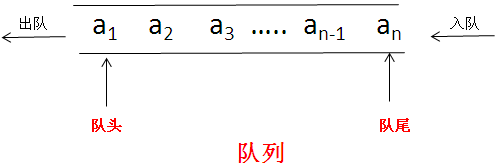 出队 a₁ a₂ a₃ ..... aₙ₋₁ aₙ 入队
队头 队尾
队列